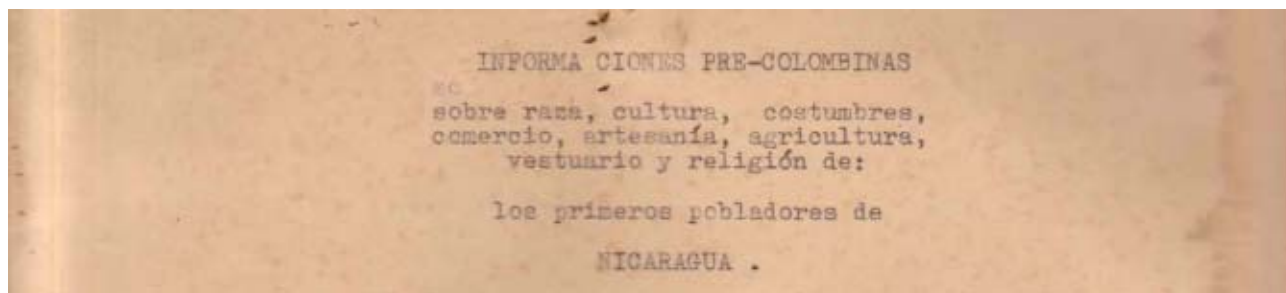 INFORMA CIONES PRE-COLOMBINAS
so
sobre raza, cultura, costumbres,
comercio, artesanía, agricultura,
vestuario y religión de:
los primeros pobladores de
NICARAGUA .